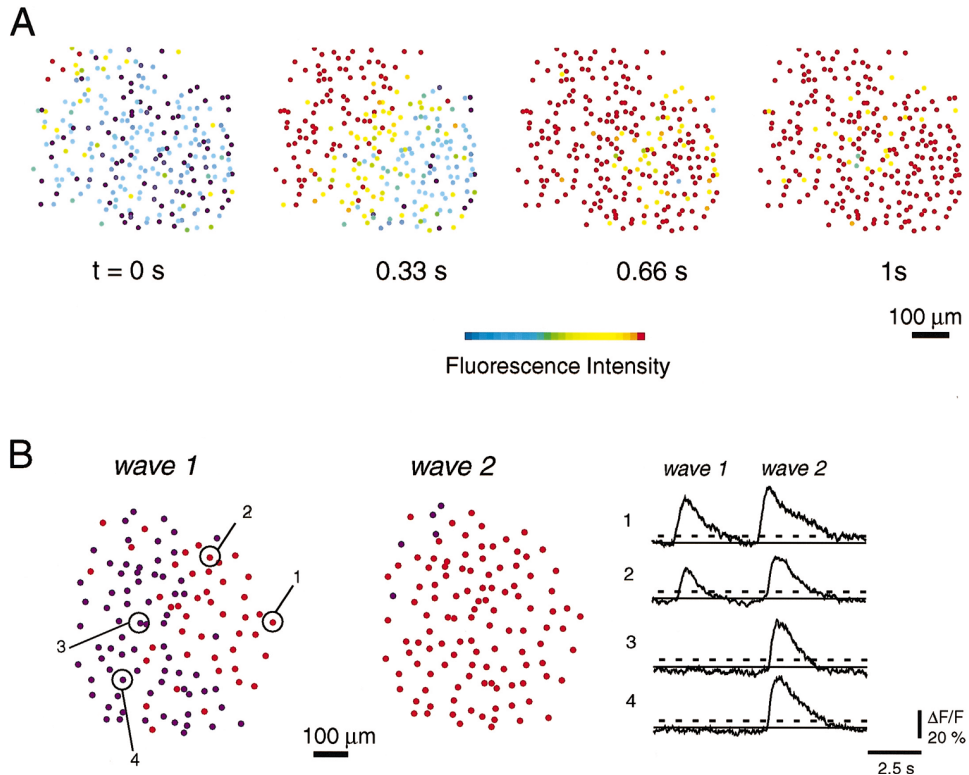 A
t = 0 s
0.33 s
0.66 s
1s
100 μm
Fluorescence Intensity
B
wave 1
wave 2
wave 1
wave 2
2
1
3
4
100 μm
1
2
3
4
ΔF/F
20 %
2.5 s